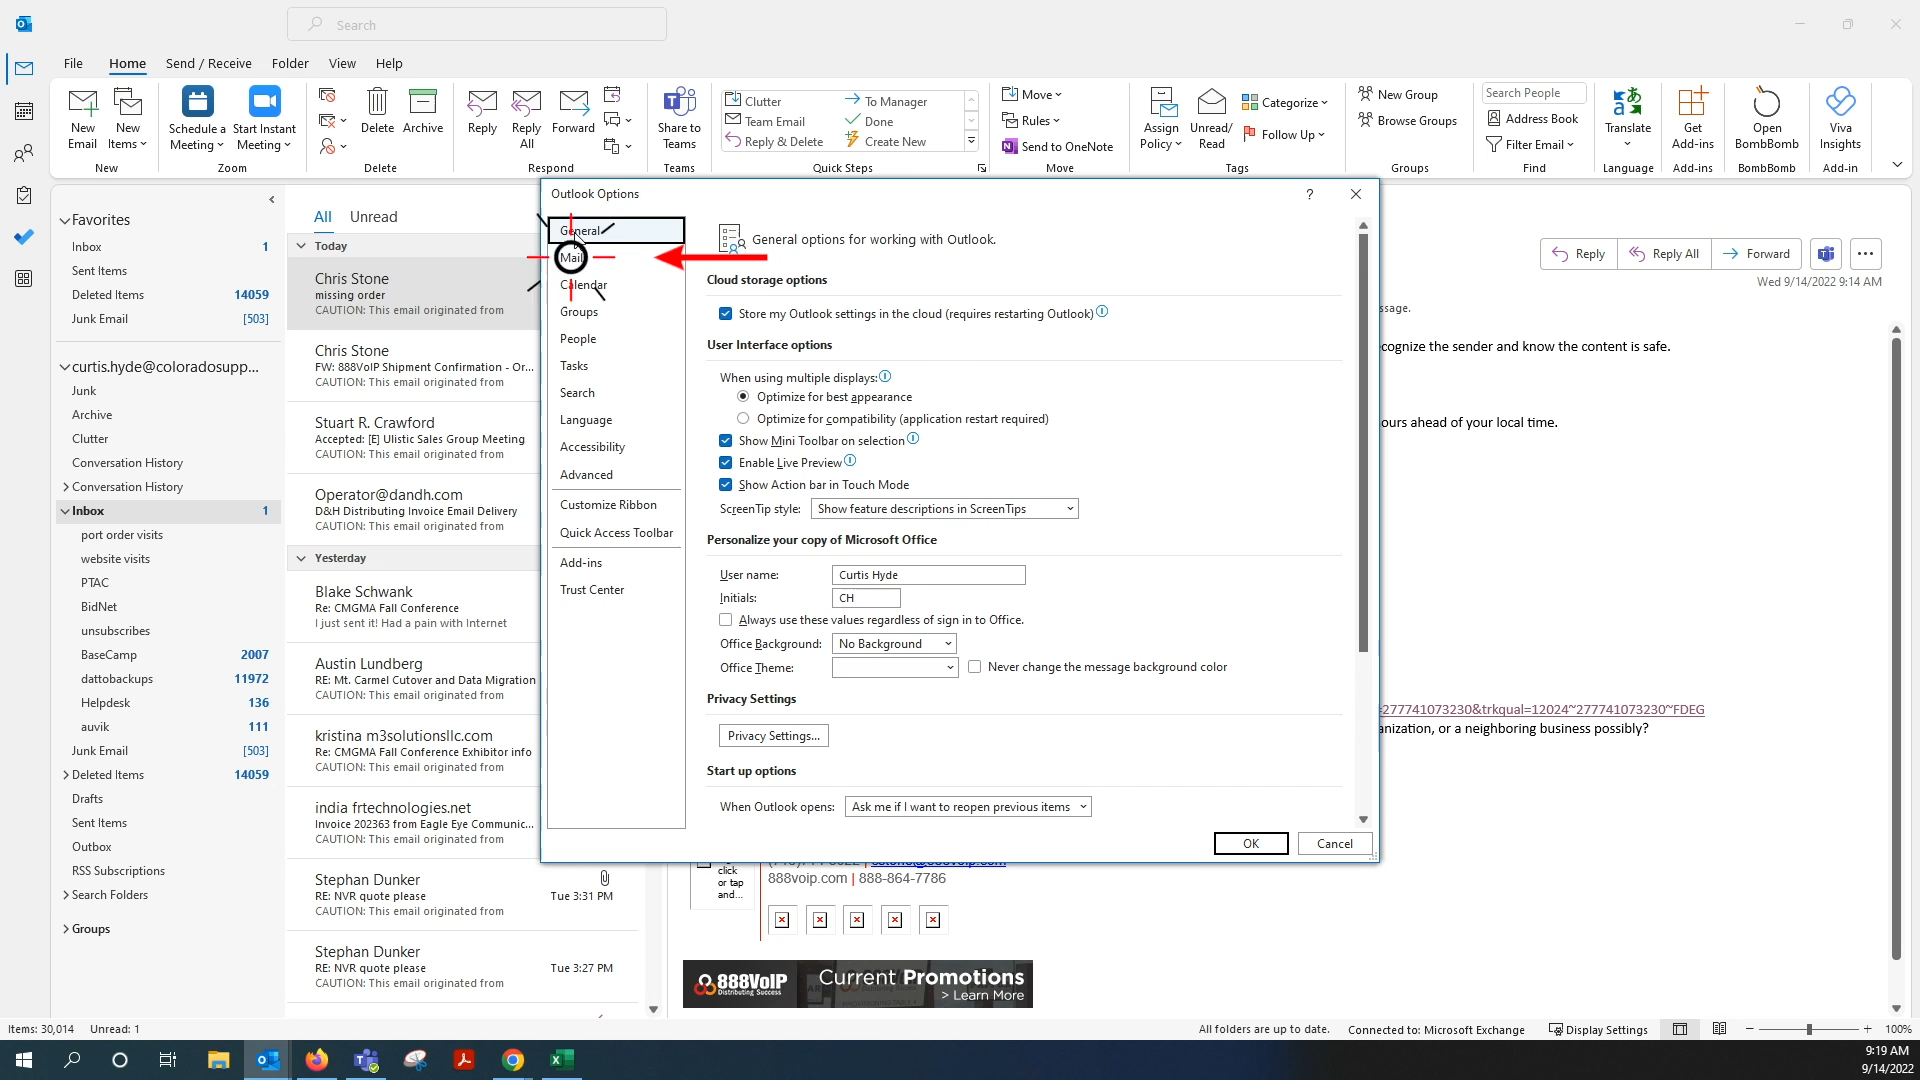 Search
File Home Send / Receive Folder View Help
New Email
New Items
New
Schedule a Meeting
Start Instant Meeting
Zoom
Delete
Archive
Delete
Reply
Reply All
Forward
Respond
Share to Teams
Teams
Clutter
Team Email
Reply & Delete
To Manager
Done
Create New
Quick Steps
Move
Rules
Send to OneNote
Move
Assign Policy
Unread/ Read
Categorize
Follow Up
Tags
New Group
Browse Groups
Groups
Search People
Address Book
Filter Email
Find
Translate
Language
Get Add-ins
Add-ins
Open BombBomb
BombBomb
Viva Insights
Add-in
Favorites
Inbox 1
Sent Items
Deleted Items 14059
Junk Email [503]
curtis.hyde@coloradosupp...
Junk
Archive
Clutter
Conversation History
Conversation History
Inbox 1
port order visits
website visits
PTAC
BidNet
unsubscribes
BaseCamp 2007
dattobackups 11972
Helpdesk 136
auvik 111
Junk Email [503]
Deleted Items 14059
Drafts
Sent Items
Outbox
RSS Subscriptions
Search Folders
Groups
All Unread
Today
Chris Stone
missing order
CAUTION: This email originated from
Chris Stone
FW: 888VoIP Shipment Confirmation - Or...
CAUTION: This email originated from
Stuart R. Crawford
Accepted: [E] Ulistic Sales Group Meeting
CAUTION: This email originated from
Operator@dandh.com
D&H Distributing Invoice Email Delivery
CAUTION: This email originated from
Yesterday
Blake Schwank
Re: CMGMA Fall Conference
I just sent it! Had a pain with Internet
Austin Lundberg
RE: Mt. Carmel Cutover and Data Migration
CAUTION: This email originated from
kristina m3solutionsllc.com
Re: CMGMA Fall Conference Exhibitor info
CAUTION: This email originated from
india frtechnologies.net
Invoice 202363 from Eagle Eye Communic...
CAUTION: This email originated from
Stephan Dunker
RE: NVR quote please Tue 3:31 PM
CAUTION: This email originated from
Stephan Dunker
RE: NVR quote please Tue 3:27 PM
CAUTION: This email originated from
Outlook Options ?
General
Mail
Calendar
Groups
People
Tasks
Search
Language
Accessibility
Advanced
Customize Ribbon
Quick Access Toolbar
Add-ins
Trust Center
General options for working with Outlook.
Cloud storage options
Store my Outlook settings in the cloud (requires restarting Outlook)
User Interface options
When using multiple displays:
Optimize for best appearance
Optimize for compatibility (application restart required)
Show Mini Toolbar on selection
Enable Live Preview
Show Action bar in Touch Mode
ScreenTip style: Show feature descriptions in ScreenTips
Personalize your copy of Microsoft Office
User name: Curtis Hyde
Initials: CH
Always use these values regardless of sign in to Office.
Office Background: No Background
Office Theme: Never change the message background color
Privacy Settings
Privacy Settings...
Start up options
When Outlook opens: Ask me if I want to reopen previous items
OK Cancel
Reply Reply All Forward
Wed 9/14/2022 9:14 AM
ssage.
cognize the sender and know the content is safe.
ours ahead of your local time.
=277741073230&trkqual=12024~277741073230~FDEG
anization, or a neighboring business possibly?
click
or tap
and...
888voip.com | 888-864-7786
888VoIP
Distributing Success
Current Promotions
> Learn More
Items: 30,014 Unread: 1
All folders are up to date. Connected to: Microsoft Exchange Display Settings 100%
9:19 AM
9/14/2022